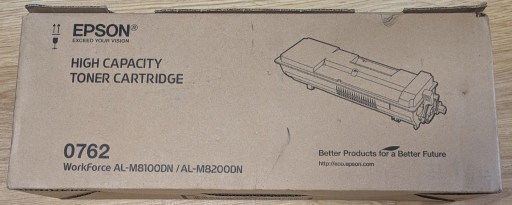 EPSON®
EXCEED YOUR VISION
HIGH CAPACITY
TONER CARTRIDGE
0762
WorkForce AL-M8100DN / AL-M8200DN
Better Products for a Better Future
http://eco.epson.com